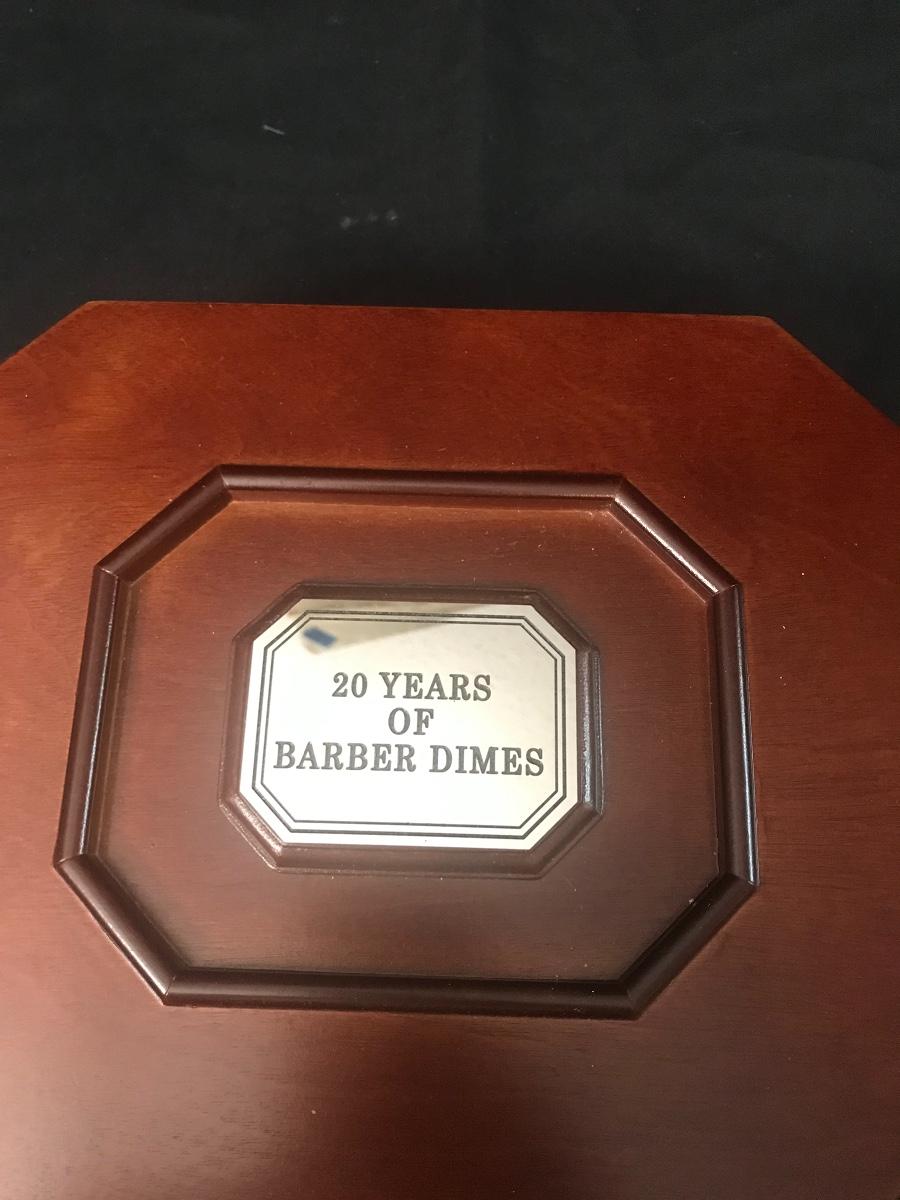 20 YEARS
OF
BARBER DIMES